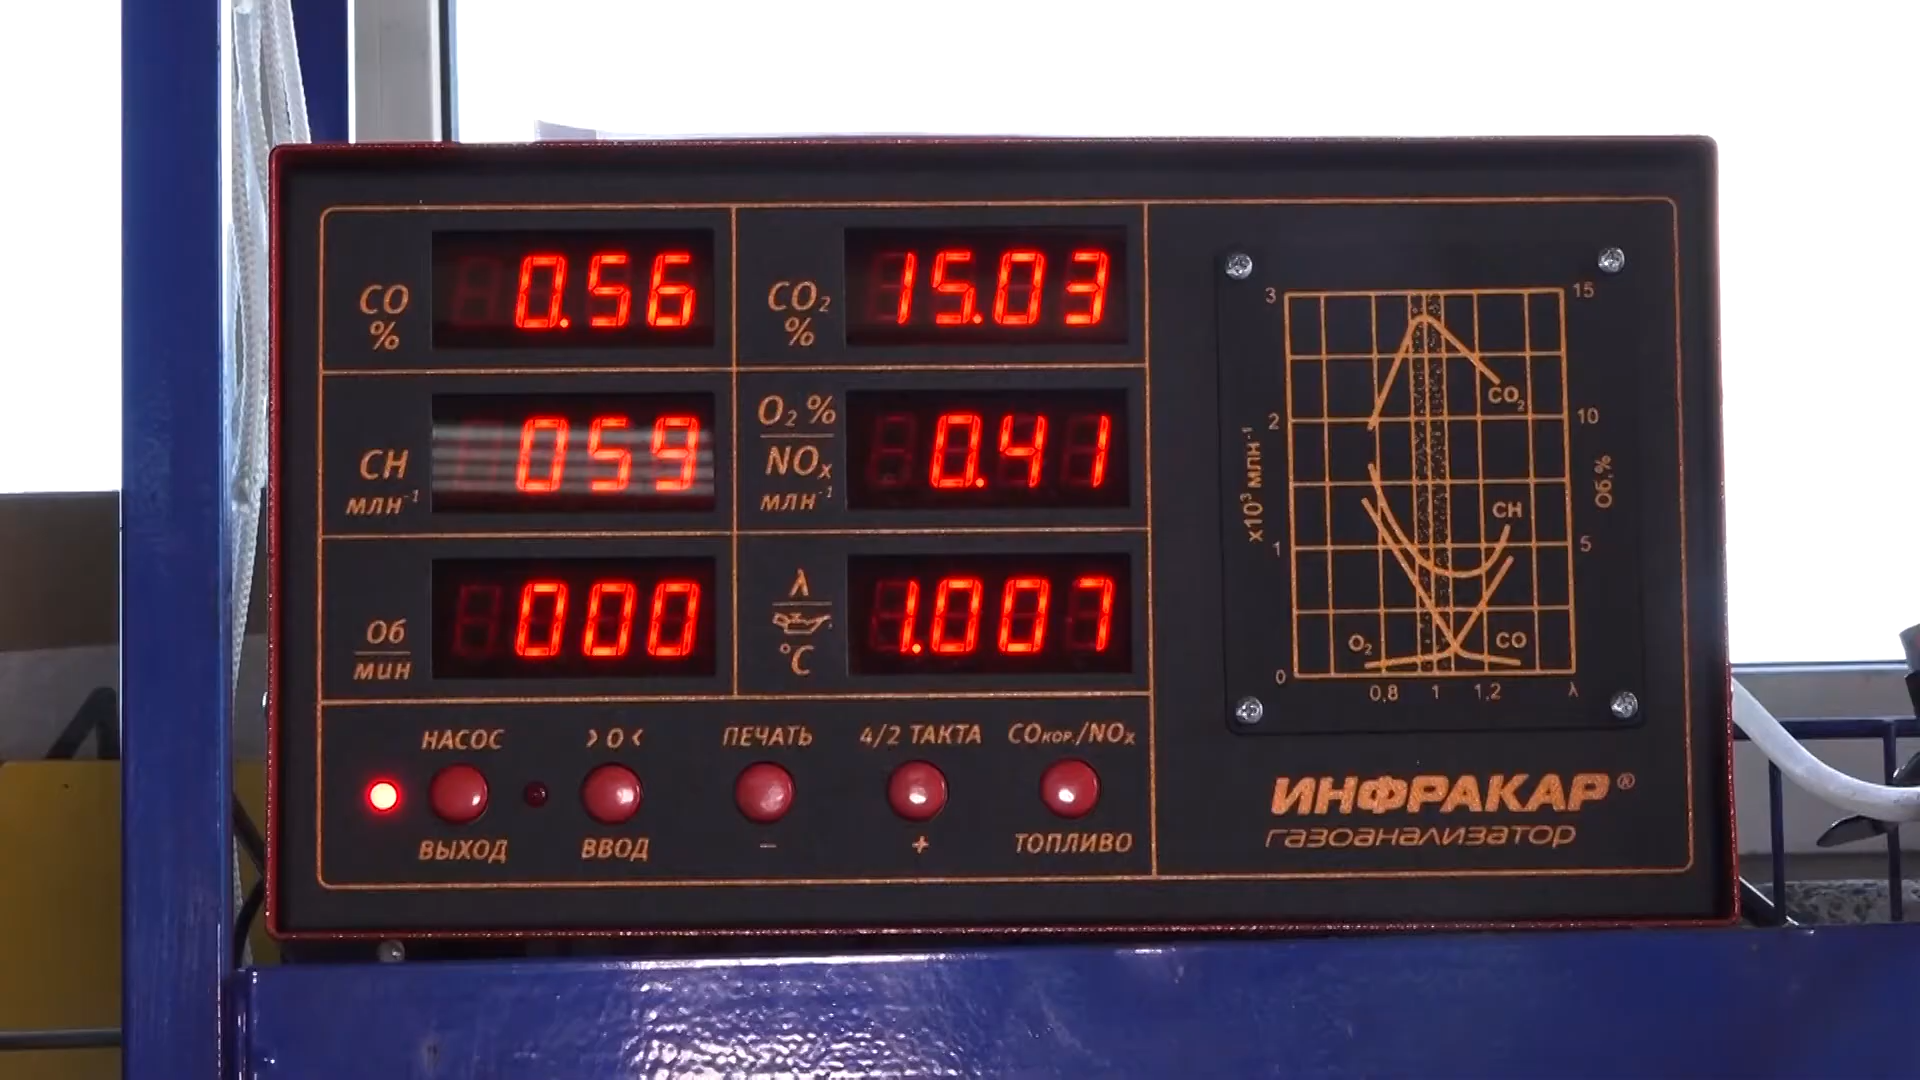 CO
%
0.56
CO₂
%
15.03
CH
МЛН⁻¹
059
O₂ %
NOₓ
МЛН⁻¹
0.41
Об
мин
000
λ
°C
1.007
НАСОС
>O<
ПЕЧАТЬ
4/2 ТАКТА
COКОР./NOₓ
ВЫХОД
ВВОД
–
+
ТОПЛИВО
3
15
CO₂
2
10
x10³ МЛН⁻¹
Об,%
CH
1
5
O₂
CO
0
0,8
1
1,2
λ
ИНФРАКАР®
газоанализатор